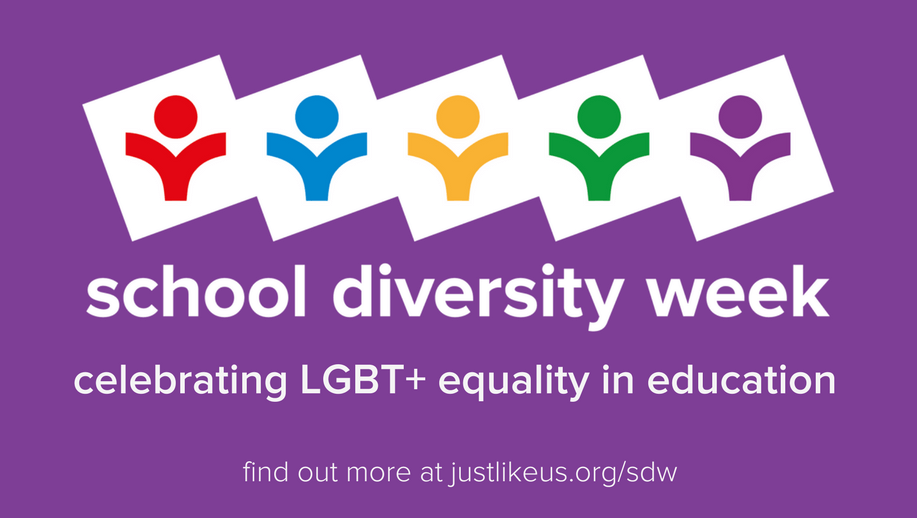 school diversity week
celebrating LGBT+ equality in education
find out more at justlikeus.org/sdw